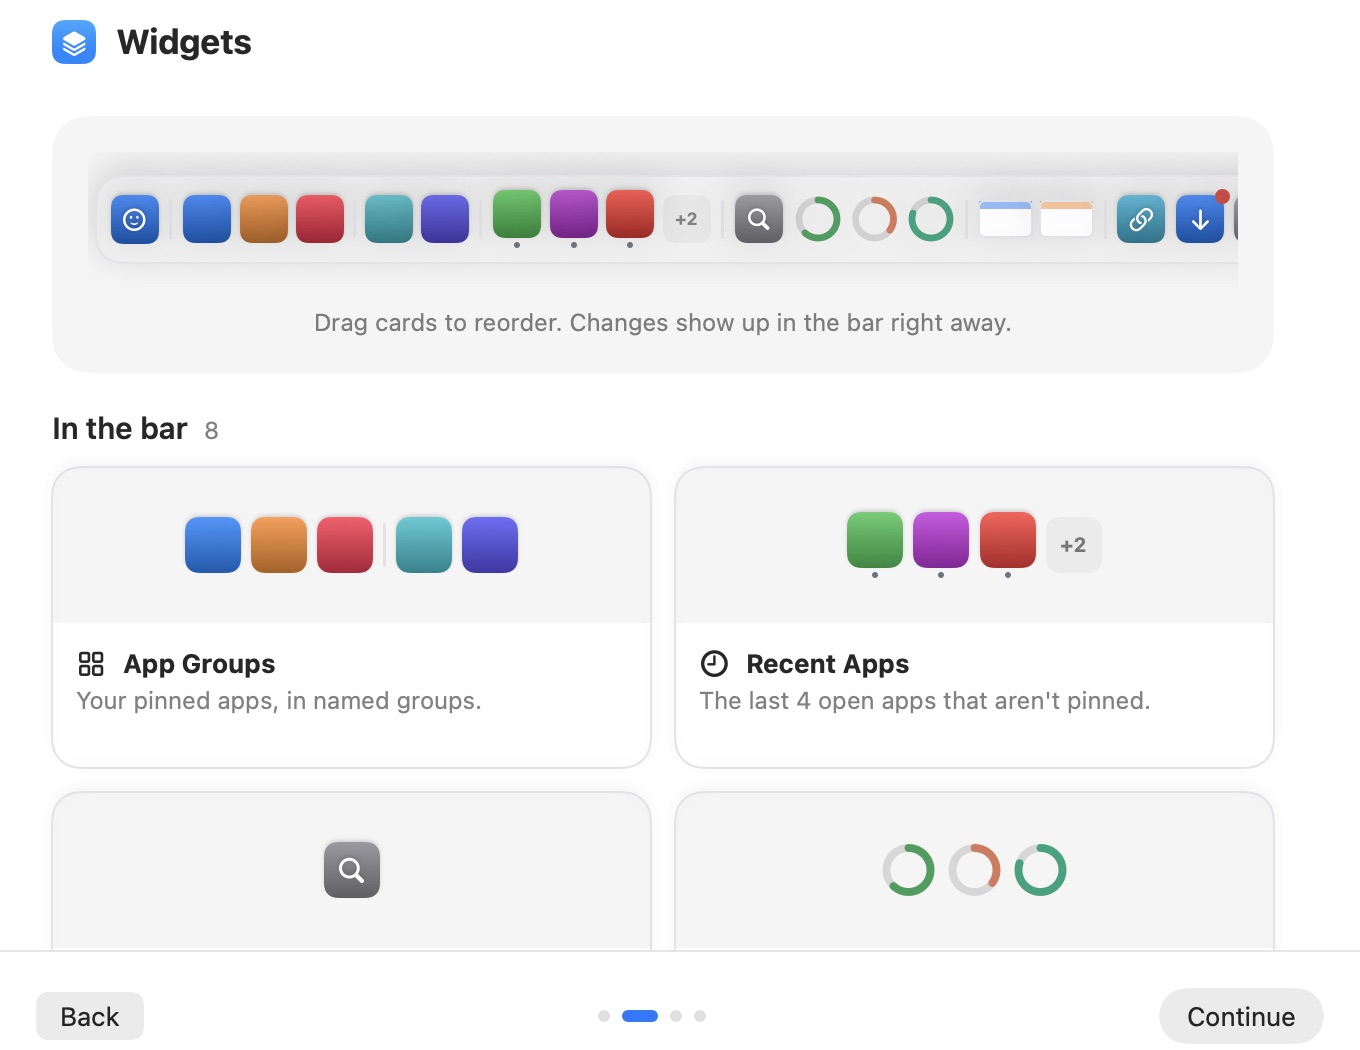 Widgets
+2
Drag cards to reorder. Changes show up in the bar right away.
In the bar 8
+2
App Groups
Your pinned apps, in named groups.
Recent Apps
The last 4 open apps that aren't pinned.
Back
Continue